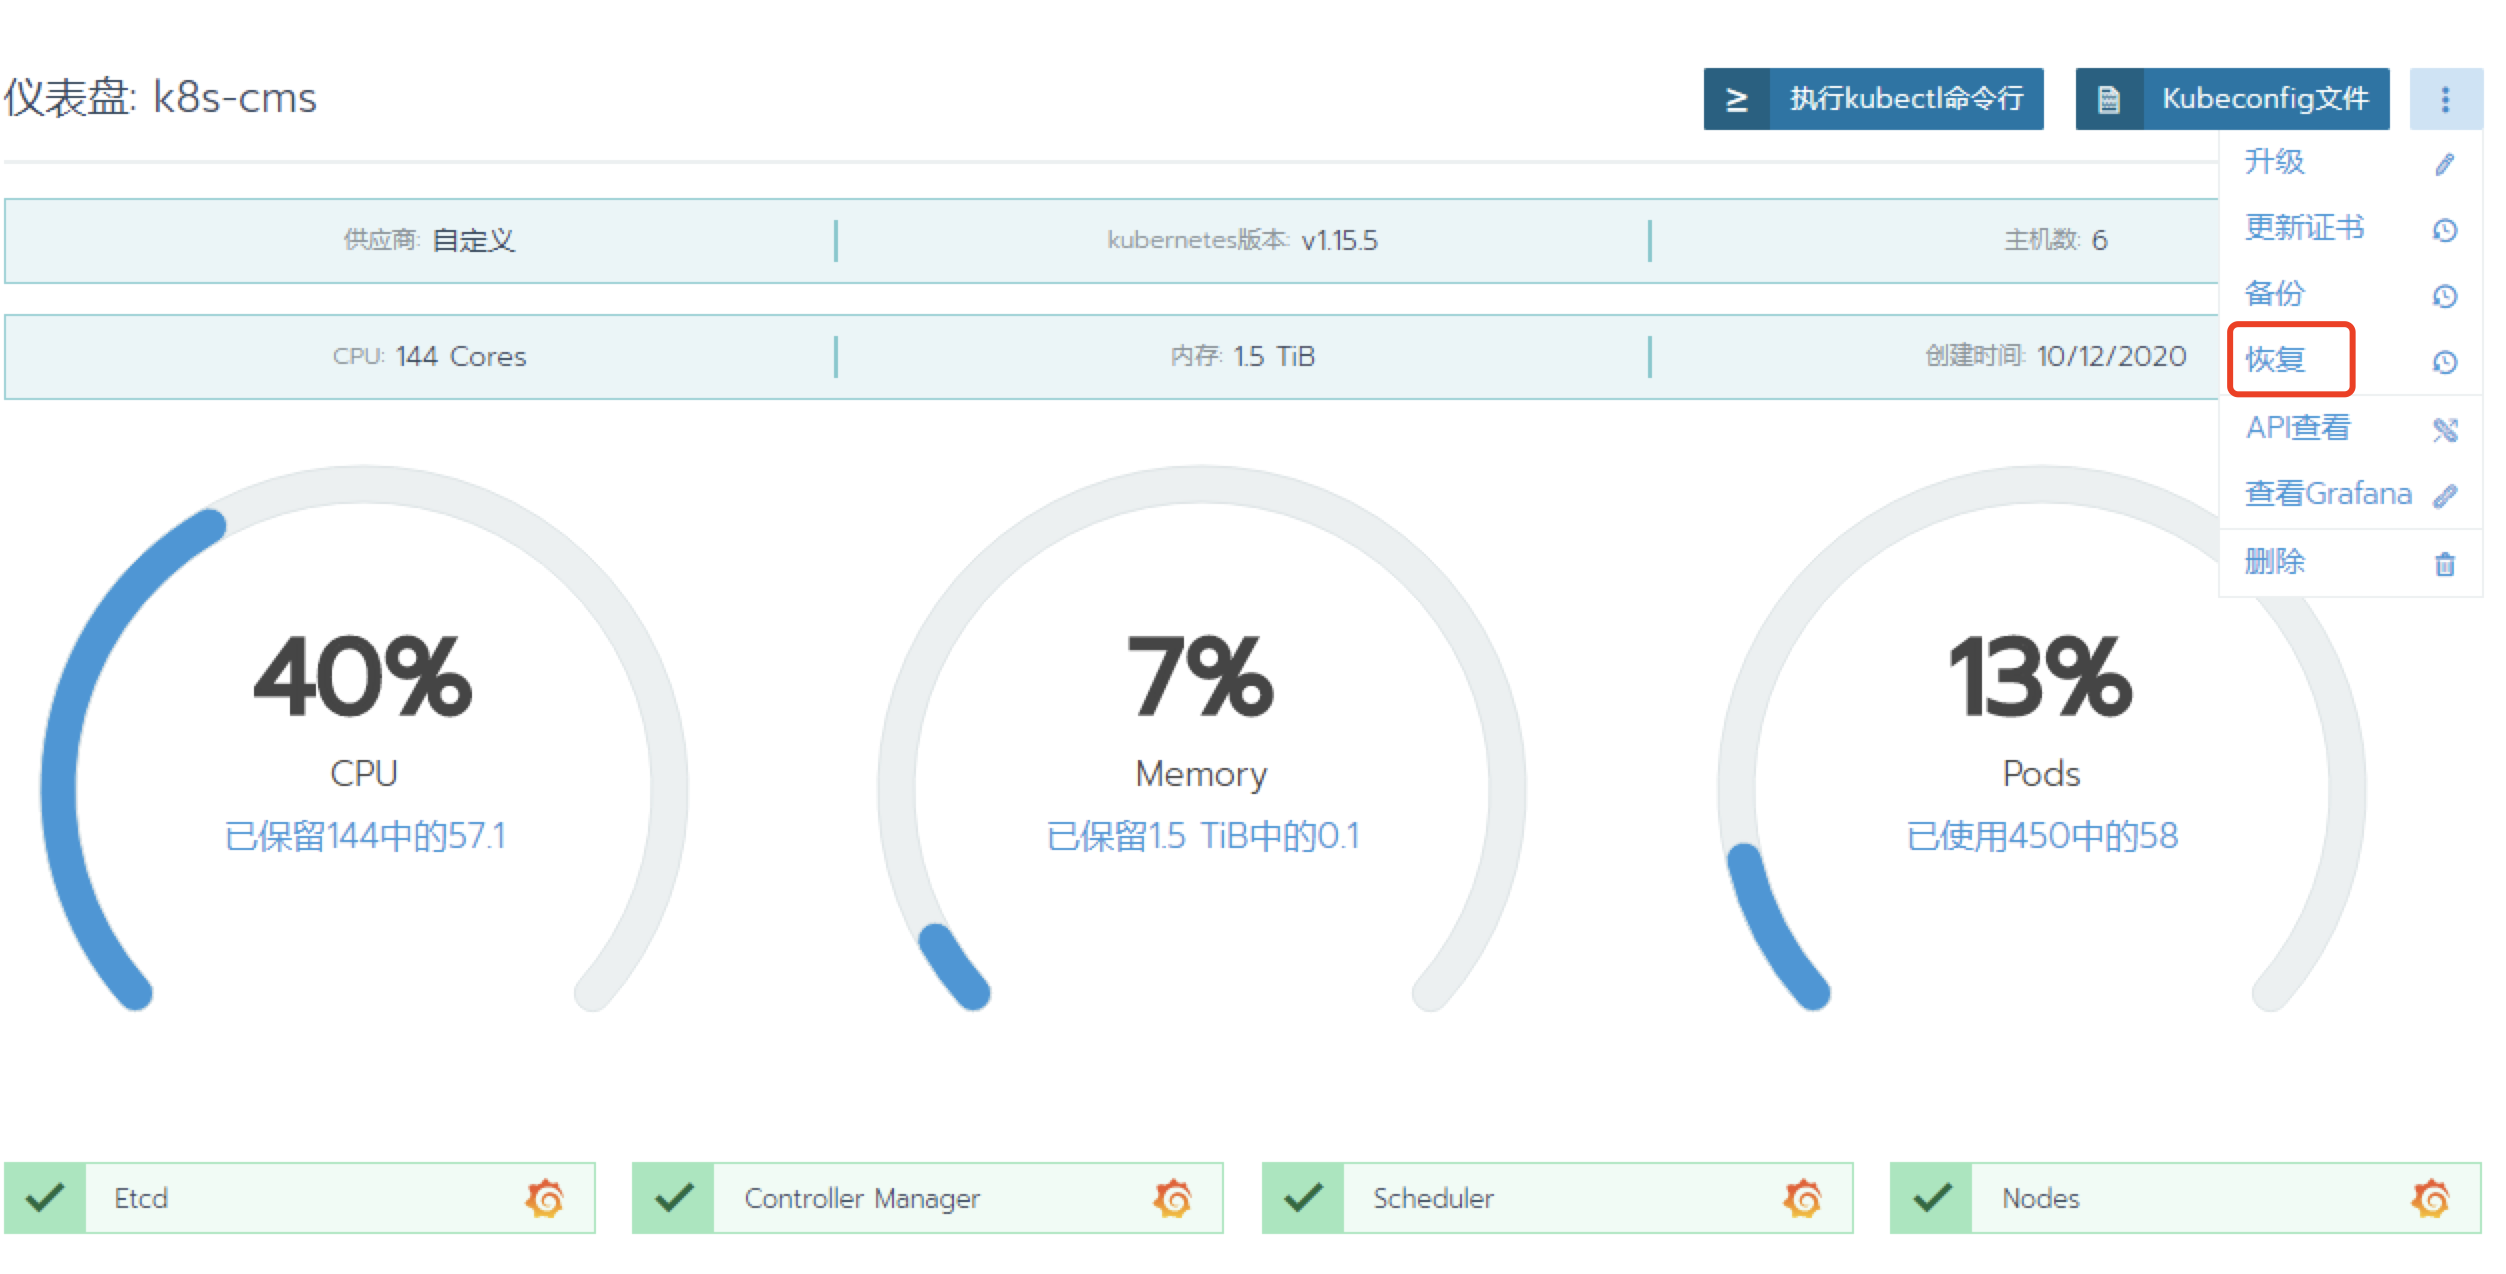 仪表盘: k8s-cms
执行kubectl命令行
Kubeconfig文件
升级
更新证书
备份
恢复
API查看
查看Grafana
删除
供应商: 自定义
kubernetes版本: v1.15.5
主机数: 6
CPU: 144 Cores
内存: 1.5 TiB
创建时间: 10/12/2020
40%
CPU
已保留144中的57.1
7%
Memory
已保留1.5 TiB中的0.1
13%
Pods
已使用450中的58
Etcd
Controller Manager
Scheduler
Nodes